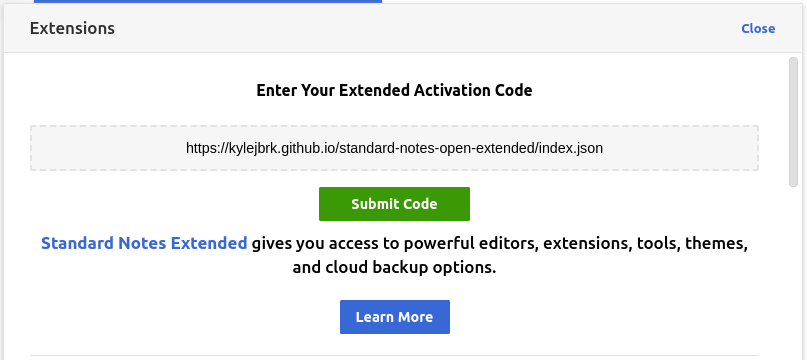 Extensions
Close
Enter Your Extended Activation Code
https://kylejbrk.github.io/standard-notes-open-extended/index.json
Submit Code
Standard Notes Extended gives you access to powerful editors, extensions, tools, themes,
and cloud backup options.
Learn More